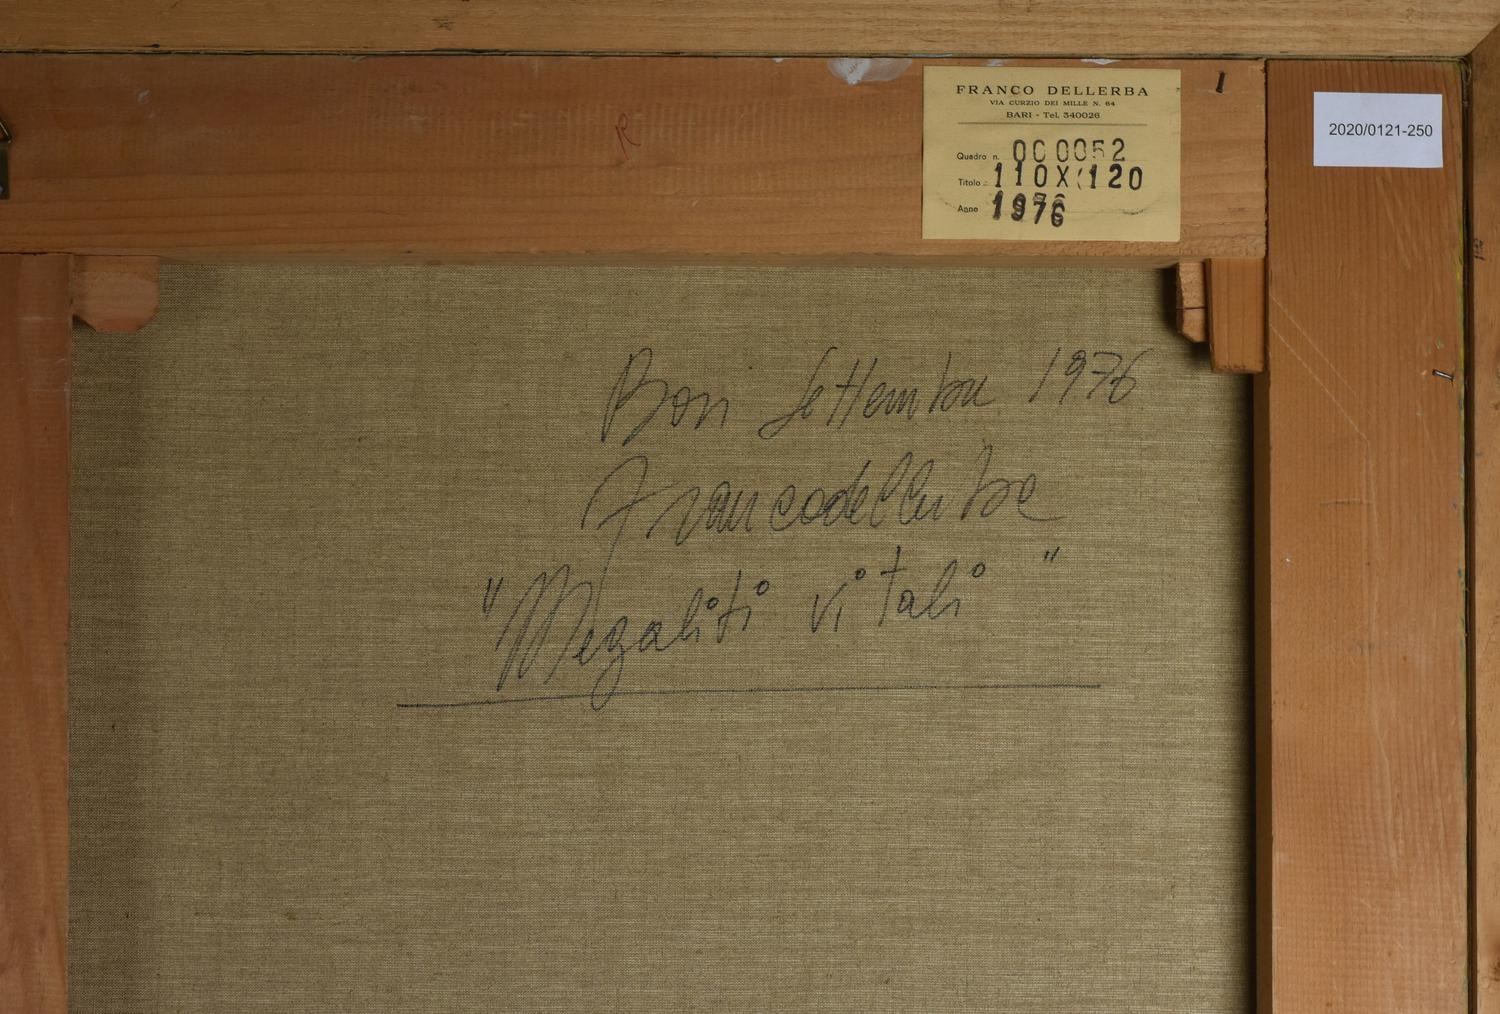 FRANCO DELLERBA
VIA CURZIO DEI MILLE N. 64
BARI - Tel. 340026
Quadro n. 000052
Titolo 110X120
Anno 1976
2020/0121-250
R
Bari Settembre 1976
Francodellerba
"Megaliti vitali"